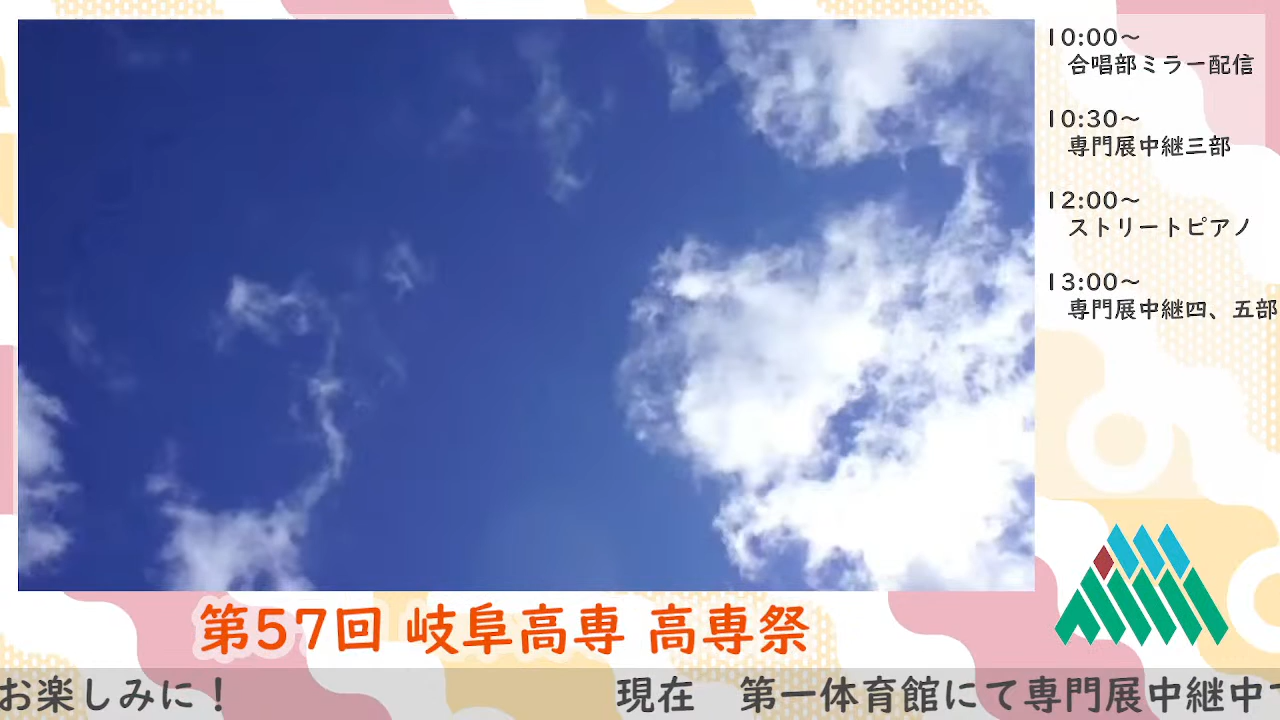 10:00～
合唱部ミラー配信
10:30～
専門展中継三部
12:00～
ストリートピアノ
13:00～
専門展中継四、五部
第57回 岐阜高専 高専祭
お楽しみに！ 現在 第一体育館にて専門展中継中で